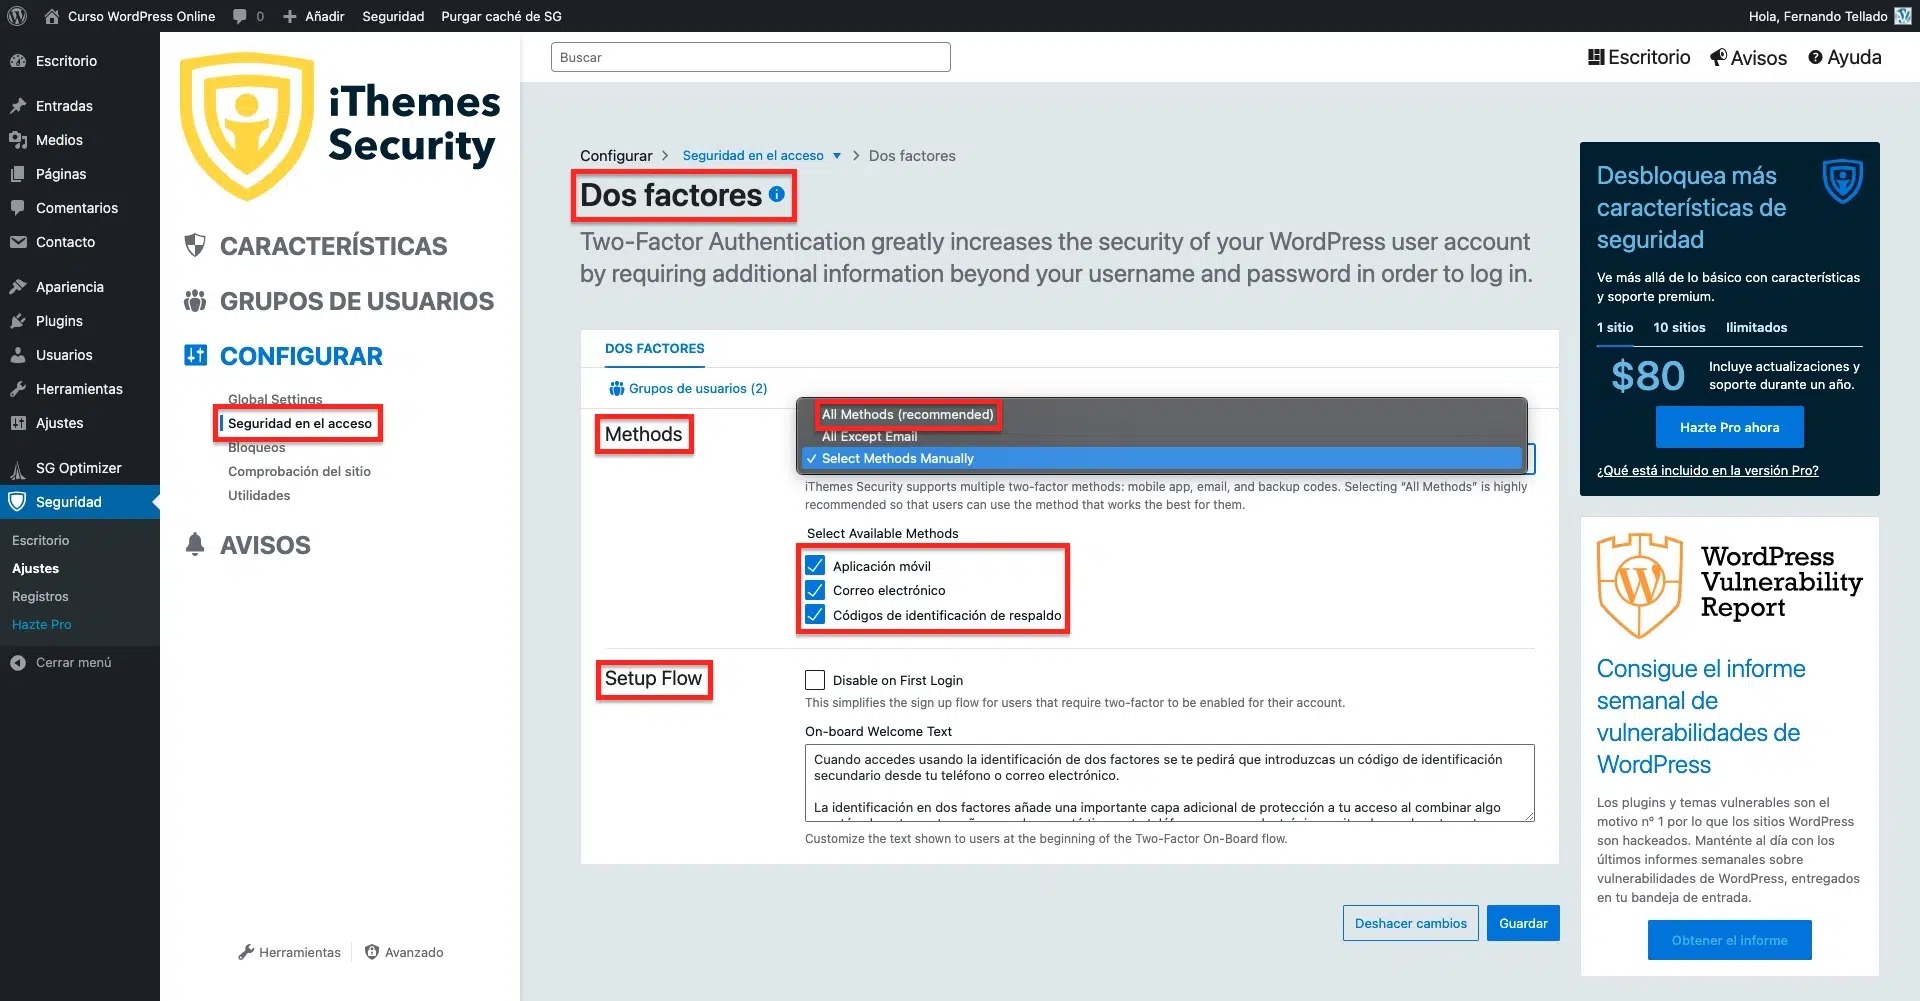 Curso WordPress Online
0
Añadir
Seguridad
Purgar caché de SG
Hola, Fernando Tellado
Escritorio
Entradas
Medios
Páginas
Comentarios
Contacto
Apariencia
Plugins
Usuarios
Herramientas
Ajustes
SG Optimizer
Seguridad
Escritorio
Ajustes
Registros
Hazte Pro
Cerrar menú
iThemes
Security
CARACTERÍSTICAS
GRUPOS DE USUARIOS
CONFIGURAR
Global Settings
Seguridad en el acceso
Bloqueos
Comprobación del sitio
Utilidades
AVISOS
Herramientas
Avanzado
Buscar
Escritorio
Avisos
Ayuda
Configurar > Seguridad en el acceso > Dos factores
Dos factores
Two-Factor Authentication greatly increases the security of your WordPress user account
by requiring additional information beyond your username and password in order to log in.
DOS FACTORES
Grupos de usuarios (2)
Methods
All Methods (recommended)
All Except Email
✓ Select Methods Manually
iThemes Security supports multiple two-factor methods: mobile app, email, and backup codes. Selecting “All Methods” is highly
recommended so that users can use the method that works the best for them.
Select Available Methods
Aplicación móvil
Correo electrónico
Códigos de identificación de respaldo
Setup Flow
Disable on First Login
This simplifies the sign up flow for users that require two-factor to be enabled for their account.
On-board Welcome Text
Cuando accedes usando la identificación de dos factores se te pedirá que introduzcas un código de identificación
secundario desde tu teléfono o correo electrónico.
La identificación en dos factores añade una importante capa adicional de protección a tu acceso al combinar algo
Customize the text shown to users at the beginning of the Two-Factor On-Board flow.
Deshacer cambios
Guardar
Desbloquea más
características de
seguridad
Ve más allá de lo básico con características
y soporte premium.
1 sitio
10 sitios
Ilimitados
$80
Incluye actualizaciones y
soporte durante un año.
Hazte Pro ahora
¿Qué está incluido en la versión Pro?
WordPress
Vulnerability
Report
Consigue el informe
semanal de
vulnerabilidades de
WordPress
Los plugins y temas vulnerables son el
motivo nº 1 por lo que los sitios WordPress
son hackeados. Manténte al día con los
últimos informes semanales sobre
vulnerabilidades de WordPress, entregados
en tu bandeja de entrada.
Obtener el informe